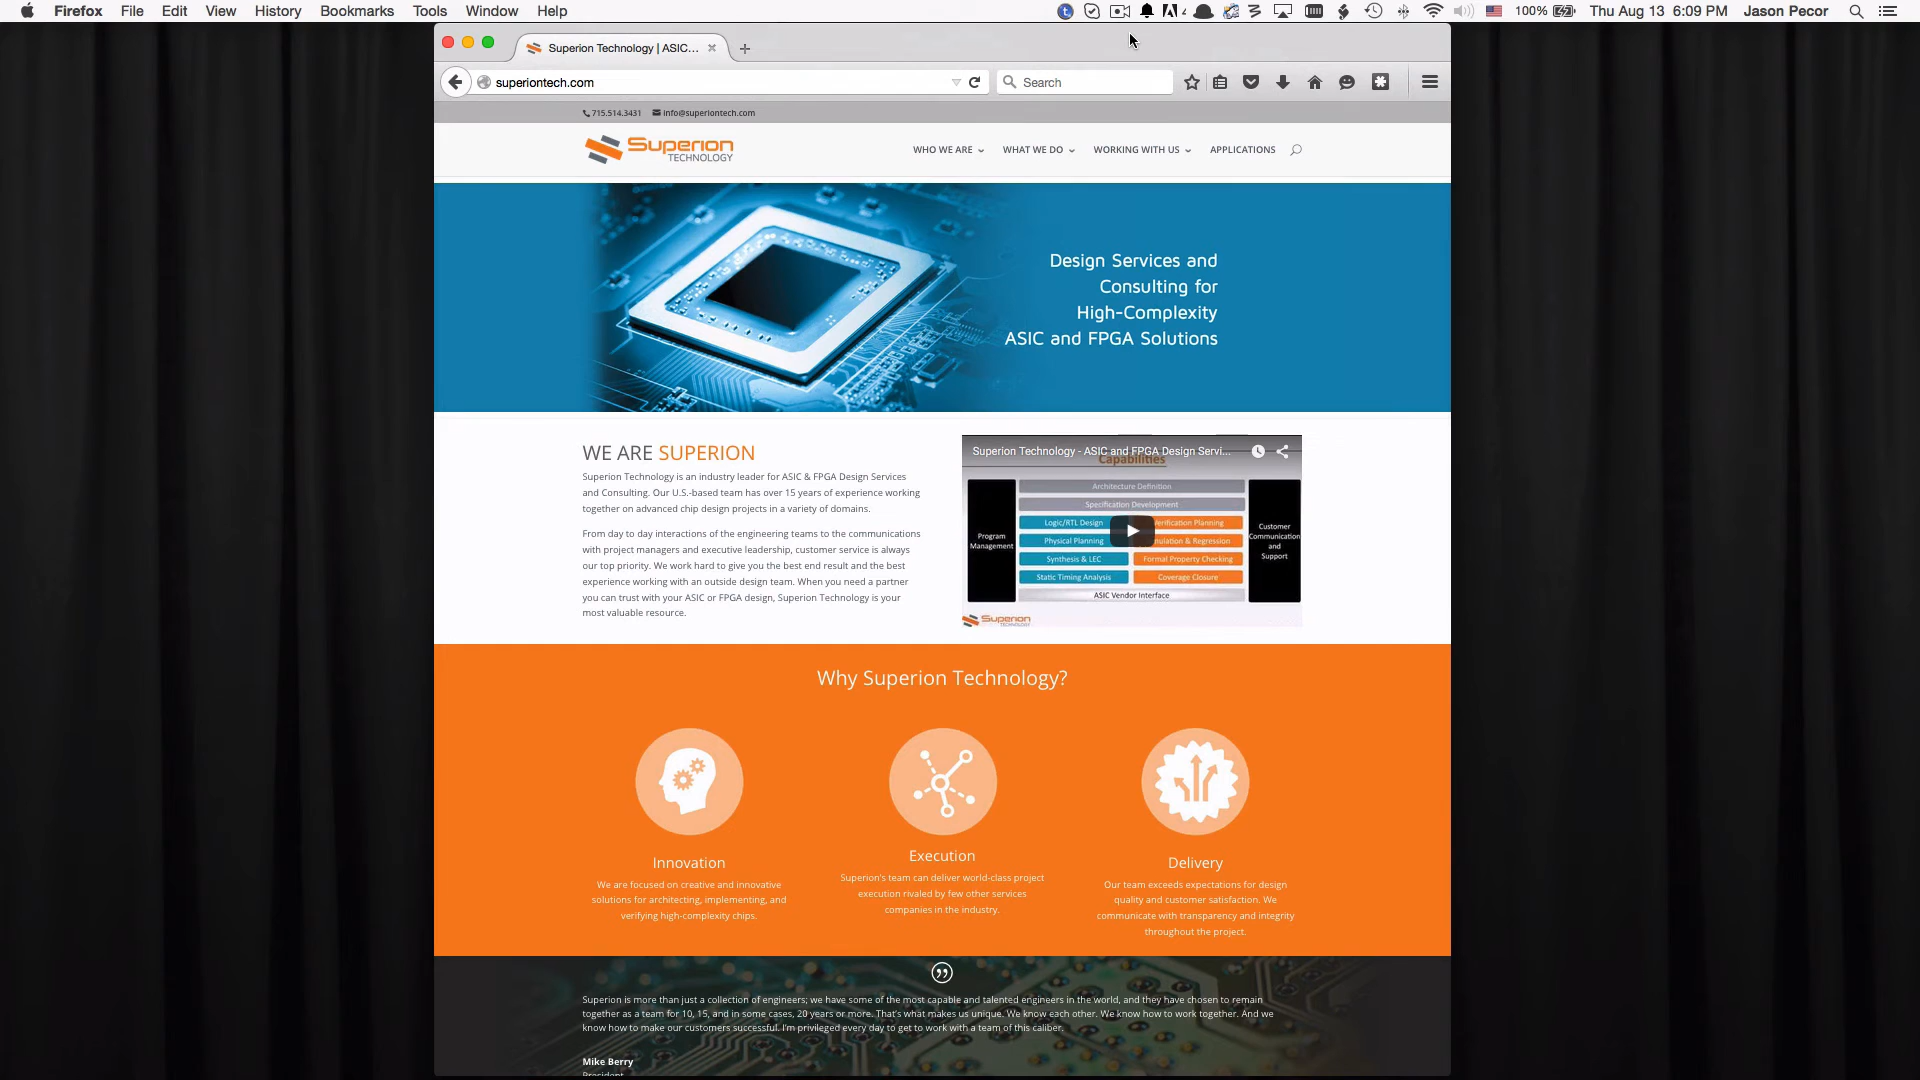 Firefox File Edit View History Bookmarks Tools Window Help 4 100% Thu Aug 13 6:09 PM Jason Pecor
Superion Technology | ASIC...
superiontech.com Search
715.514.3431 info@superiontech.com
Superion
TECHNOLOGY
WHO WE ARE WHAT WE DO WORKING WITH US APPLICATIONS
Design Services and
Consulting for
High-Complexity
ASIC and FPGA Solutions
WE ARE SUPERION
Superion Technology is an industry leader for ASIC & FPGA Design Services
and Consulting. Our U.S.-based team has over 15 years of experience working
together on advanced chip design projects in a variety of domains.
From day to day interactions of the engineering teams to the communications
with project managers and executive leadership, customer service is always
our top priority. We work hard to give you the best end result and the best
experience working with an outside design team. When you need a partner
you can trust with your ASIC or FPGA design, Superion Technology is your
most valuable resource.
Superion Technology - ASIC and FPGA Design Servi...
Capabilities
Architecture Definition
Specification Development
Logic/RTL Design Verification Planning
Physical Planning & Regression
Synthesis & LEC Formal Property Checking
Static Timing Analysis Coverage Closure
ASIC Vendor Interface
Program
Management
Customer
Communication
and
Support
Superion
TECHNOLOGY
Why Superion Technology?
Innovation
We are focused on creative and innovative
solutions for architecting, implementing, and
verifying high-complexity chips.
Execution
Superion's team can deliver world-class project
execution rivaled by few other services
companies in the industry.
Delivery
Our team exceeds expectations for design
quality and customer satisfaction. We
communicate with transparency and integrity
throughout the project.
Superion is more than just a collection of engineers; we have some of the most capable and talented engineers in the world, and they have chosen to remain
together as a team for 10, 15, and in some cases, 20 years or more. That's what makes us unique. We know each other. We know how to work together. And we
know how to make our customers successful. I'm privileged every day to get to work with a team of this caliber.
Mike Berry
President